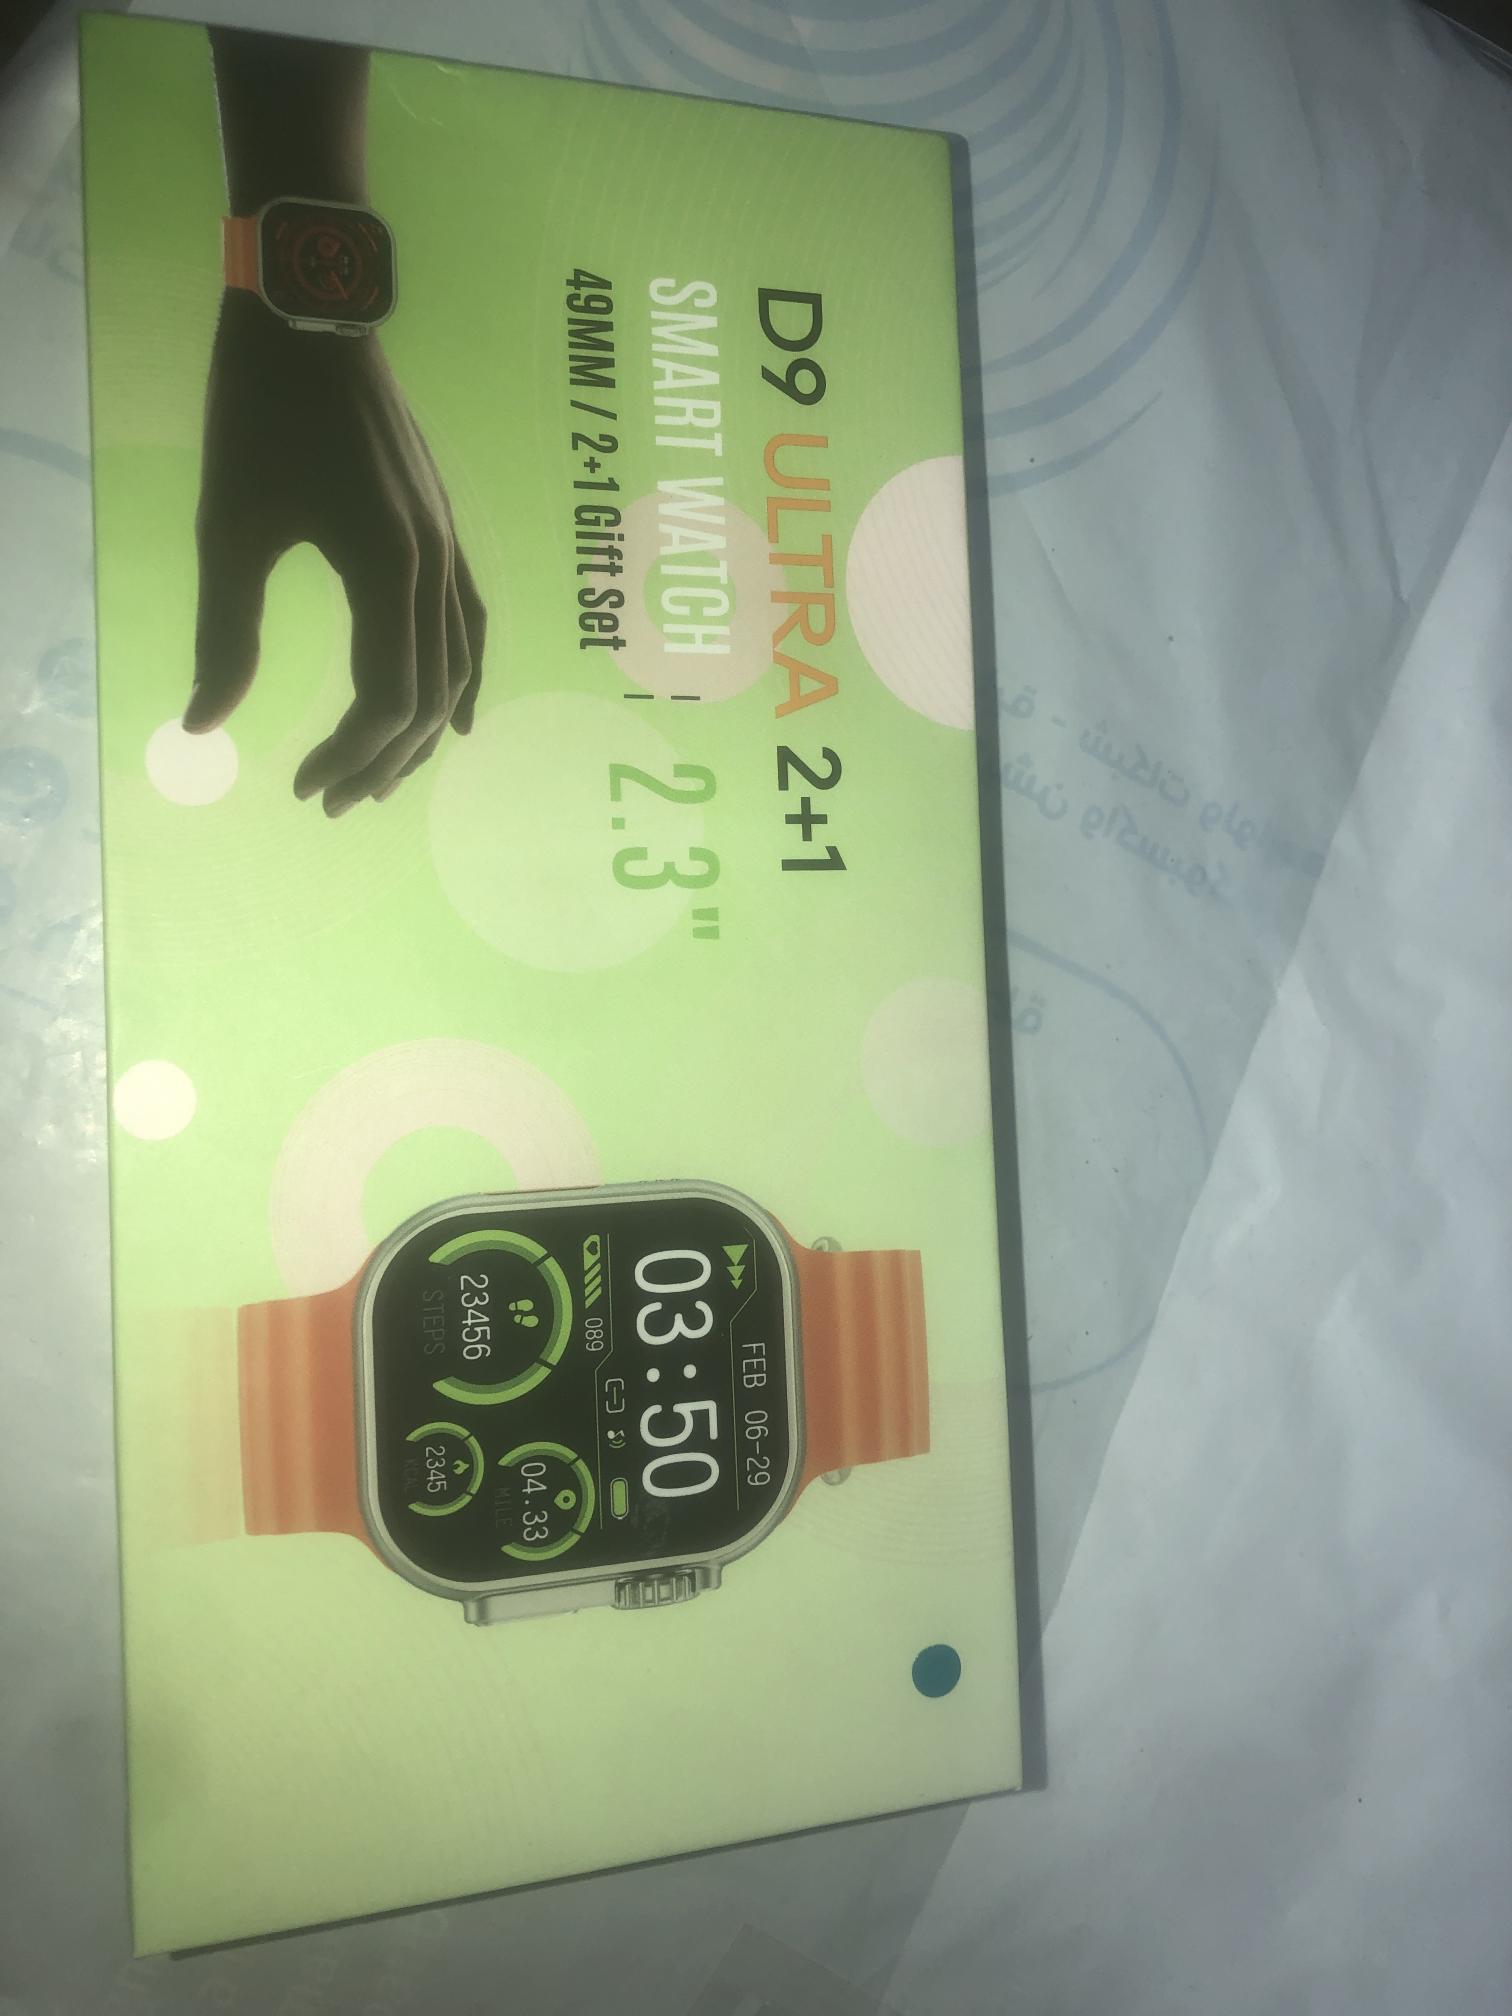 D9 ULTRA 2+1
SMART WATCH
49MM / 2+1 Gift Set
2.3"
FEB 06-29
03:50
089
23456
STEPS
04.33
MILE
2345
KCAL